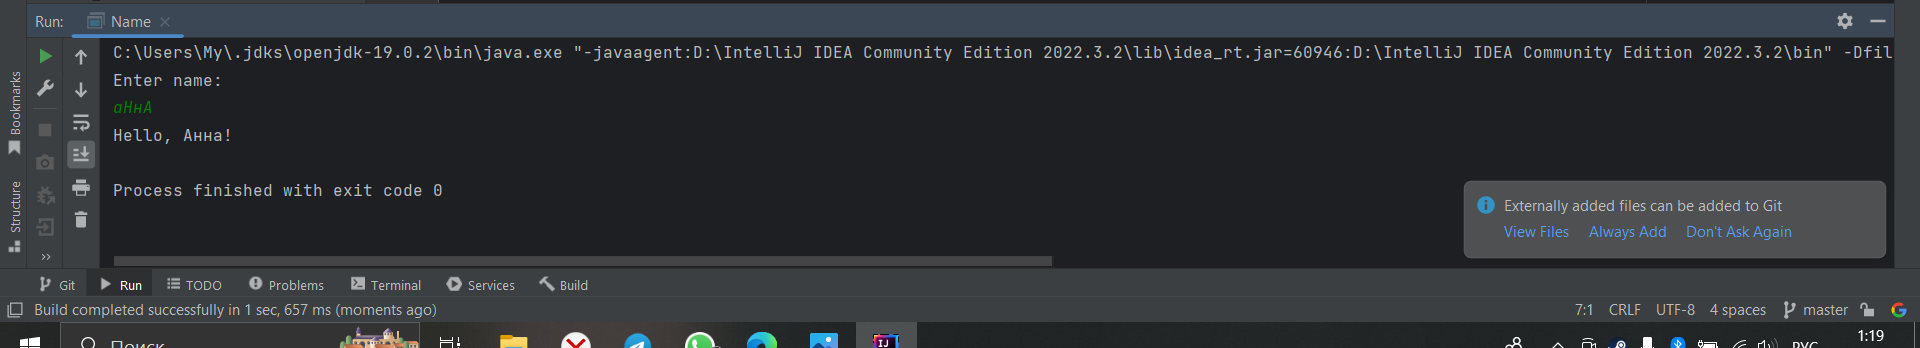 Run: Name
C:\Users\My\.jdks\openjdk-19.0.2\bin\java.exe "-javaagent:D:\IntelliJ IDEA Community Edition 2022.3.2\lib\idea_rt.jar=60946:D:\IntelliJ IDEA Community Edition 2022.3.2\bin" -Dfil
Enter name:
аНнА
Hello, Анна!
Process finished with exit code 0
Bookmarks
Structure
Externally added files can be added to Git
View Files Always Add Don't Ask Again
Git Run TODO Problems Terminal Services Build
Build completed successfully in 1 sec, 657 ms (moments ago)
7:1 CRLF UTF-8 4 spaces master
Поиск
IJ
РУС
1:19